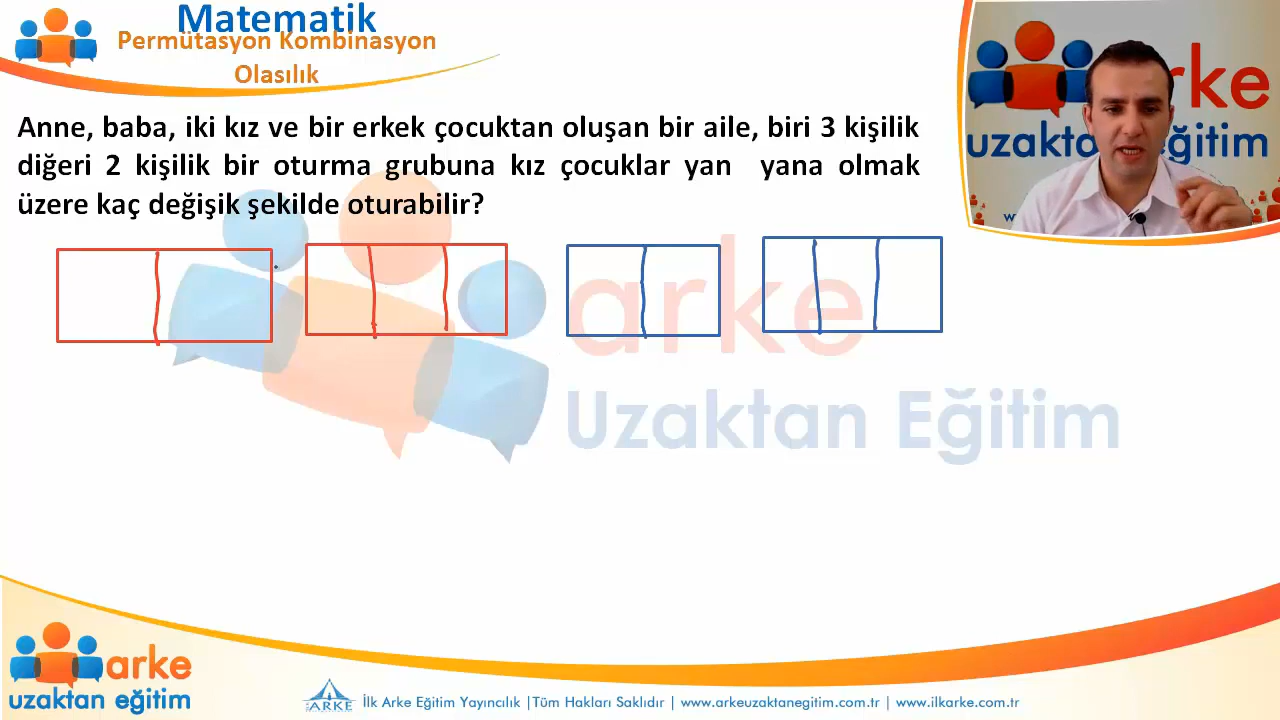 Matematik
Permütasyon Kombinasyon
Olasılık
rke
uzaktan eğitim
w
Anne, baba, iki kız ve bir erkek çocuktan oluşan bir aile, biri 3 kişilik
diğeri 2 kişilik bir oturma grubuna kız çocuklar yan yana olmak
üzere kaç değişik şekilde oturabilir?
arke
Uzaktan Eğitim
arke
uzaktan eğitim
ARKE
İlk Arke Eğitim Yayıncılık |Tüm Hakları Saklıdır | www.arkeuzaktanegitim.com.tr | www.ilkarke.com.tr